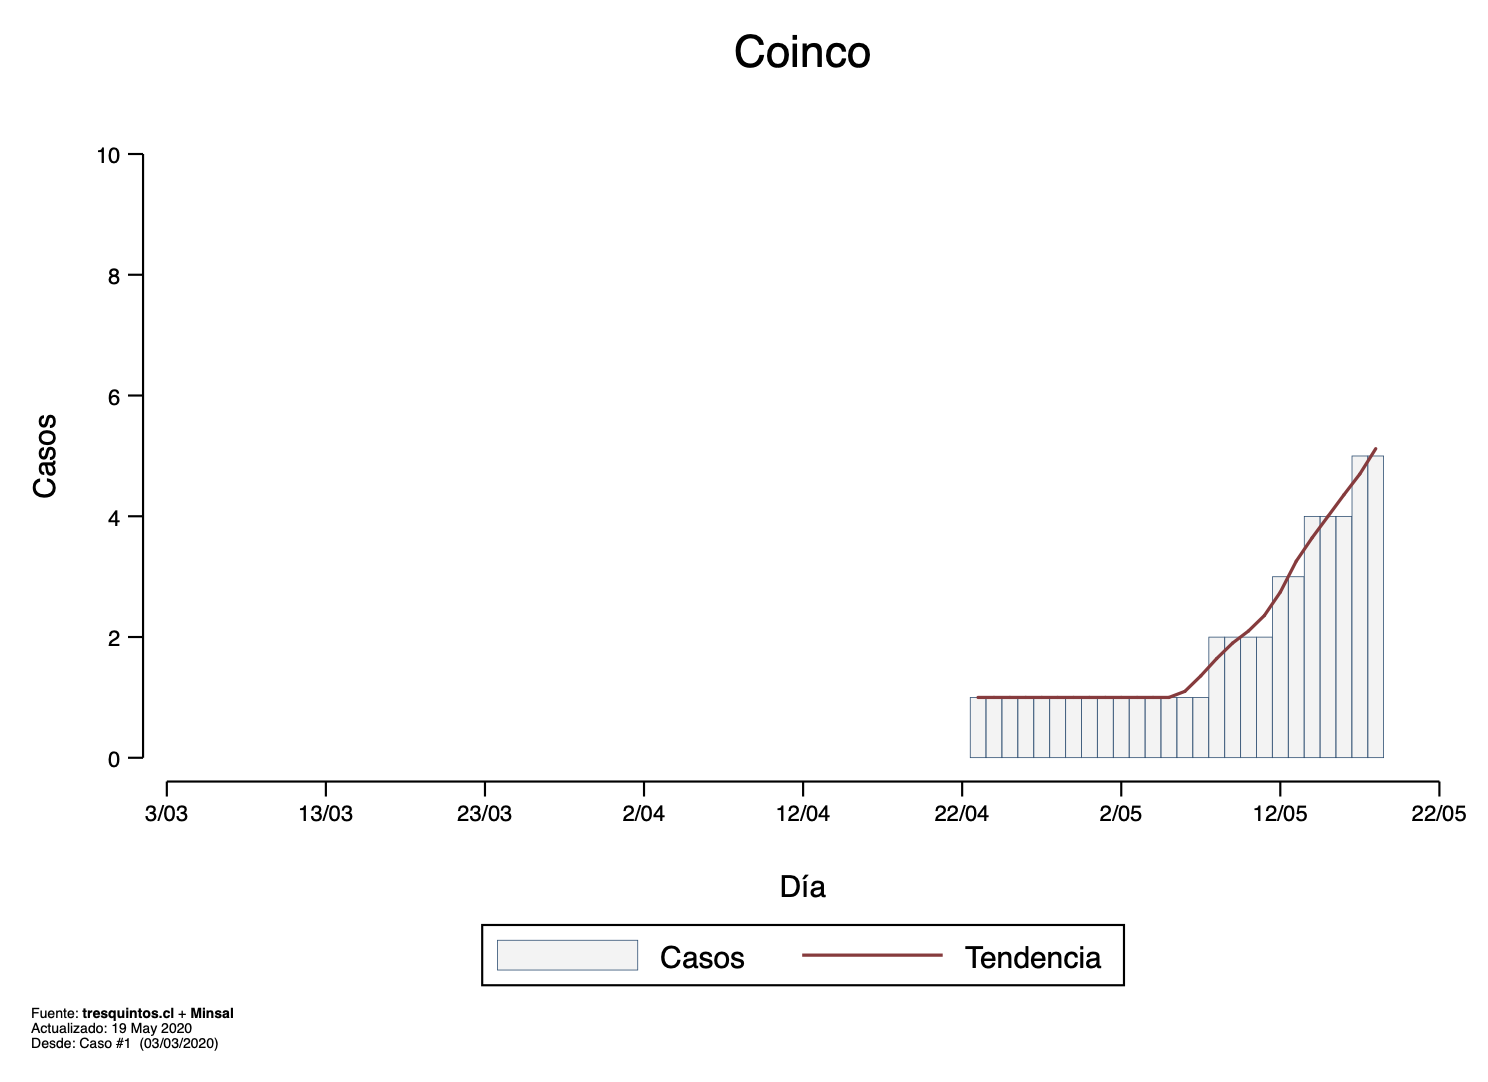 Coinco
10
8
6
4
2
0
Casos
3/03 13/03 23/03 2/04 12/04 22/04 2/05 12/05 22/05
Día
Casos Tendencia
Fuente: tresquintos.cl + Minsal
Actualizado: 19 May 2020
Desde: Caso #1 (03/03/2020)